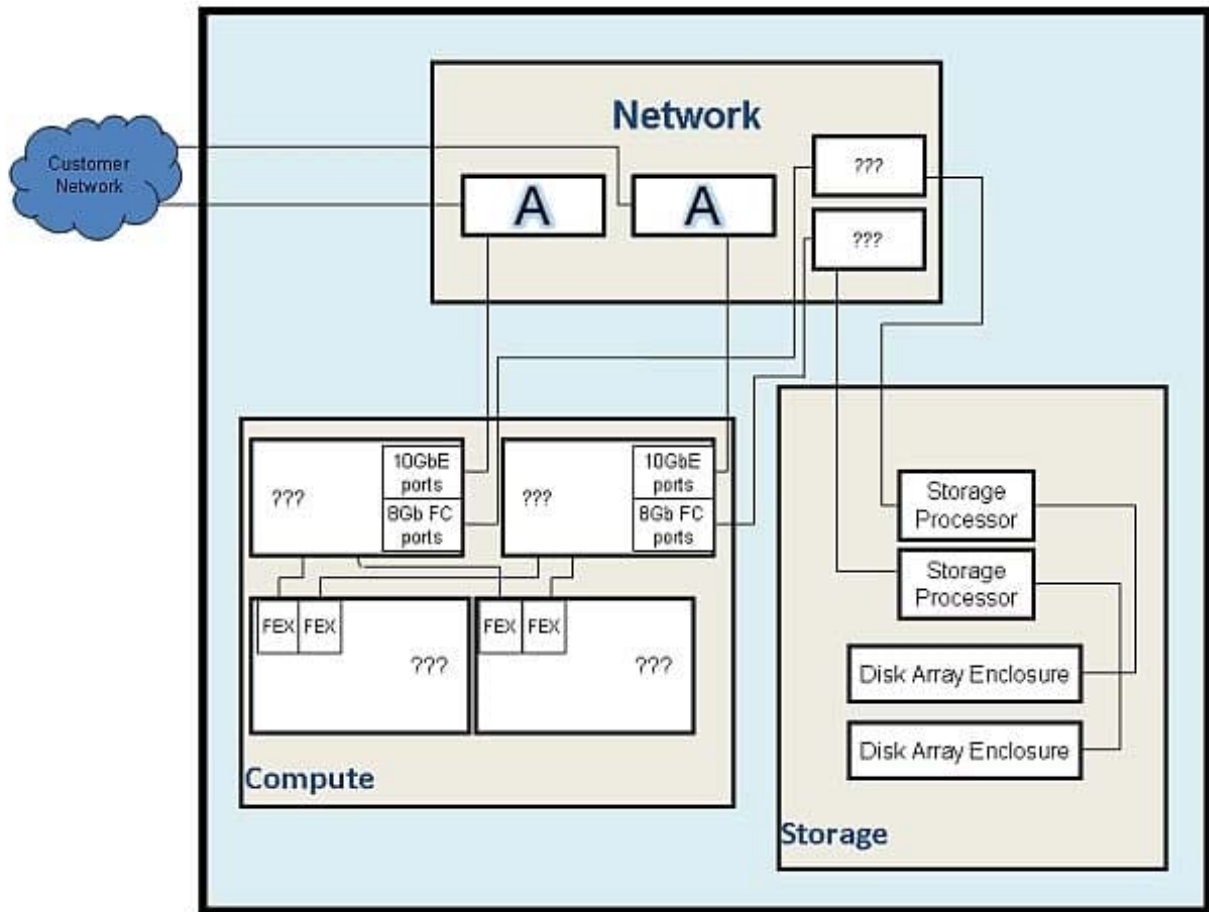 Network
Customer
Network
A
A
???
???
10GbE
ports
8Gb FC
ports
???
10GbE
ports
8Gb FC
ports
???
FEX
FEX
???
FEX
FEX
???
Compute
Storage
Processor
Storage
Processor
Disk Array Enclosure
Disk Array Enclosure
Storage